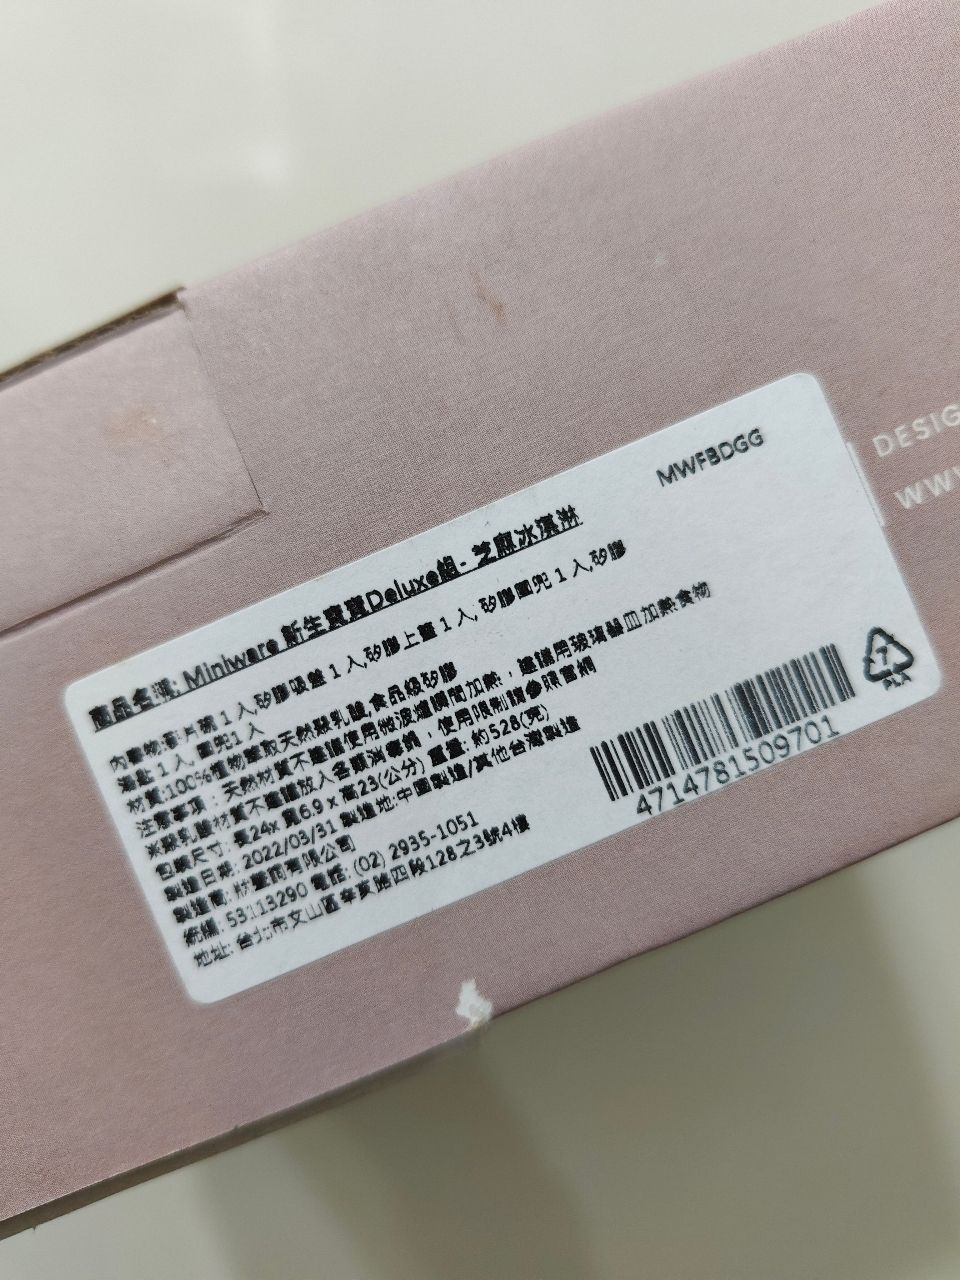 MWFBDGG
商品名稱: Miniware 新生寶寶Deluxe組- 芝麻冰淇淋
內容物:麥片碗 1 入,矽膠吸盤 1 入,矽膠上蓋 1 入, 矽膠圍兜 1 入,矽膠
湯匙 1 入, 圍兜1入
材質:100%植物萃取天然聚乳酸,食品級矽膠
注意事項：天然材質不建議使用微波爐瞬間加熱，建議用玻璃器皿加熱食物
聚乳酸材質不建議放入各類消毒鍋，使用限制請參照官網
包裝尺寸: 長24x 寬6.9 x 高23(公分) 重量: 約528(克)
製造日期: 2022/03/31 製造地:中國製造/其他台灣製造
製造商: 有限公司
統編: 53113290 電話: (02) 2935-1051
地址: 台北市文山區辛亥路四段128之3號4樓
4714781509701
7
PLA
DESIG
WWW